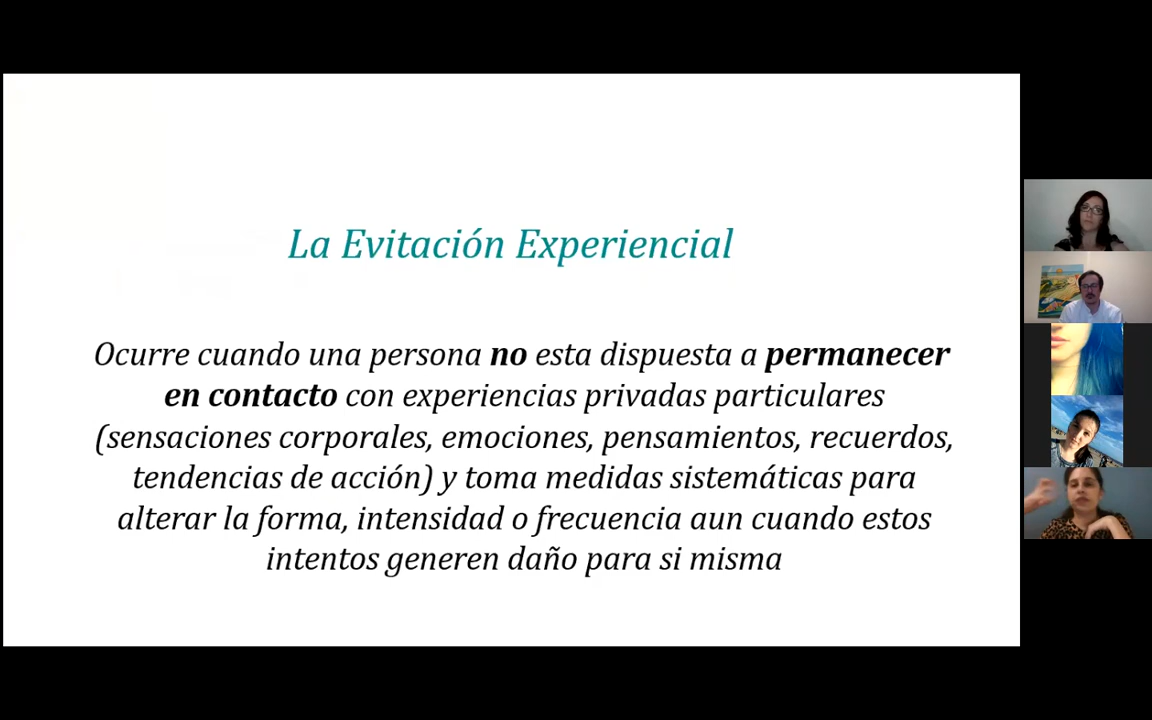 La Evitación Experiencial
Ocurre cuando una persona no esta dispuesta a permanecer
en contacto con experiencias privadas particulares
(sensaciones corporales, emociones, pensamientos, recuerdos,
tendencias de acción) y toma medidas sistemáticas para
alterar la forma, intensidad o frecuencia aun cuando estos
intentos generen daño para si misma